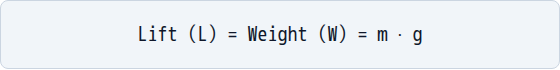 Lift (L) = Weight (W) = m · g